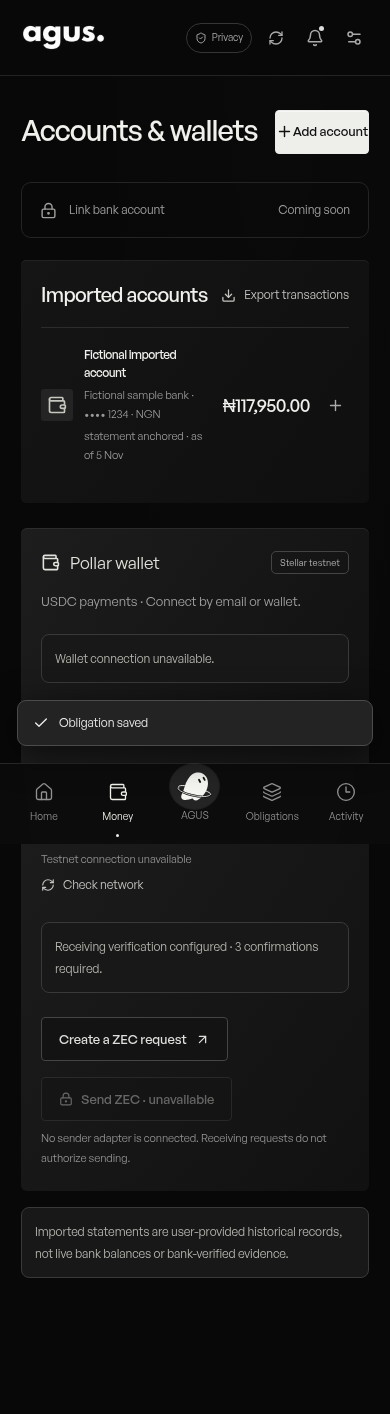 agus.
Privacy
Accounts & wallets
Add account
Link bank account
Coming soon
Imported accounts
Export transactions
Fictional imported
account
Fictional sample bank ·
•••• 1234 · NGN
statement anchored · as
of 5 Nov
₦117,950.00
Pollar wallet
Stellar testnet
USDC payments · Connect by email or wallet.
Wallet connection unavailable.
Obligation saved
Home
Money
AGUS
Obligations
Activity
Testnet connection unavailable
Check network
Receiving verification configured · 3 confirmations
required.
Create a ZEC request
Send ZEC · unavailable
No sender adapter is connected. Receiving requests do not
authorize sending.
Imported statements are user-provided historical records,
not live bank balances or bank-verified evidence.